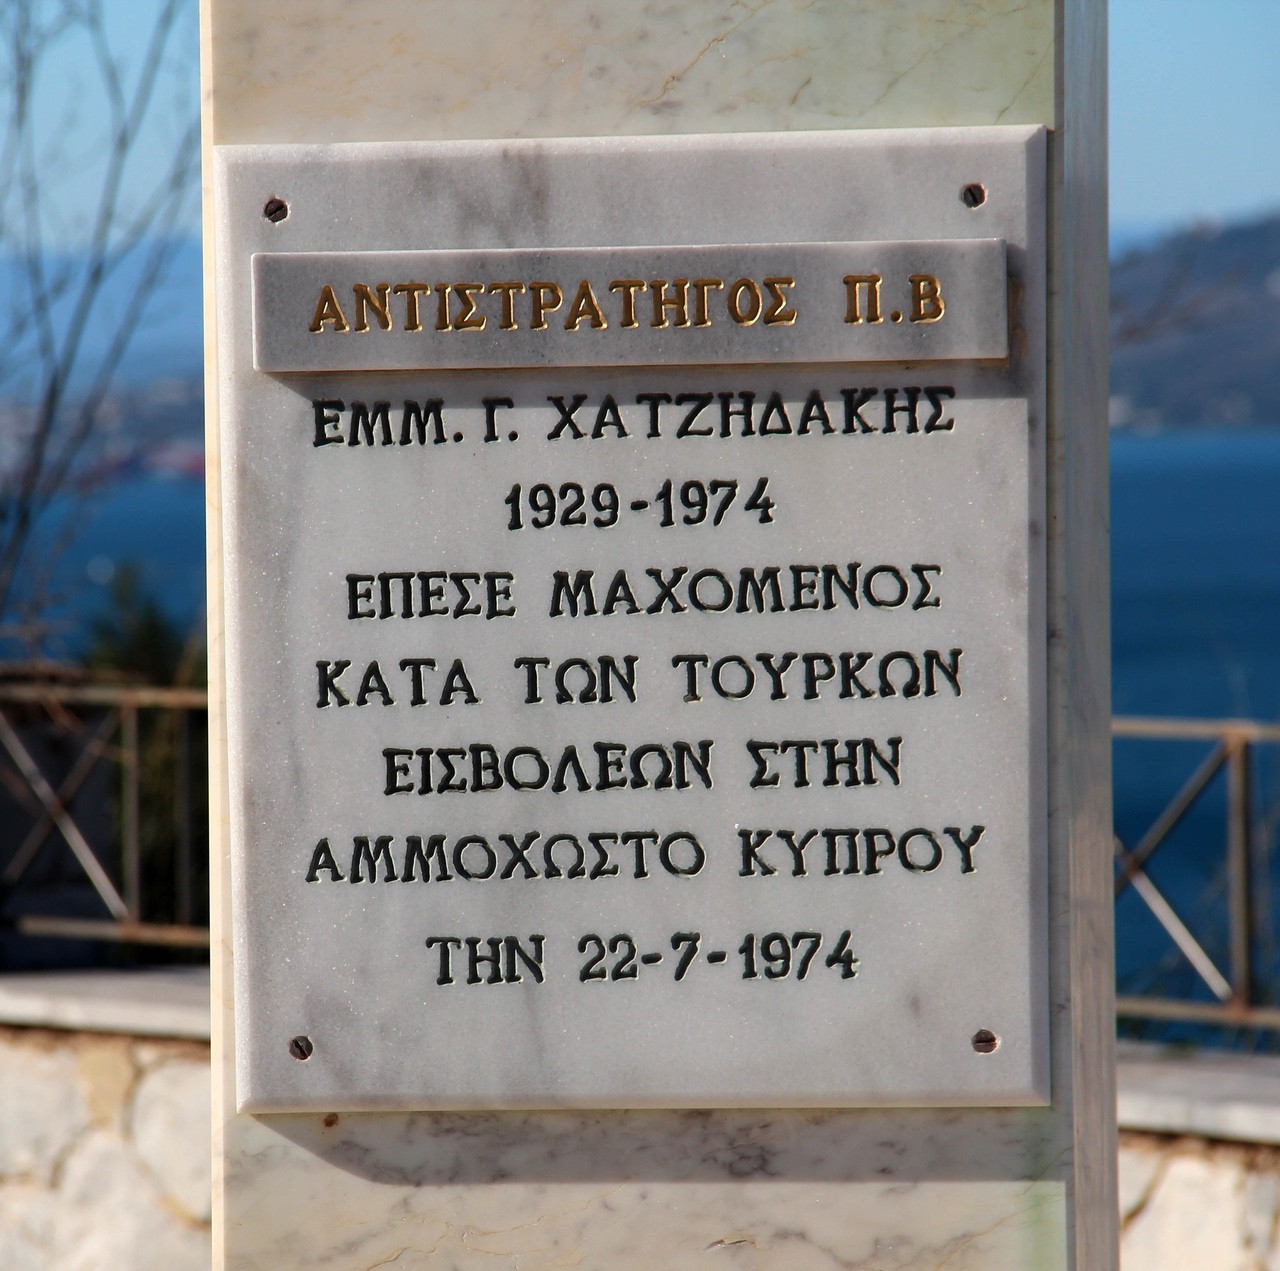 ΑΝΤΙΣΤΡΑΤΗΓΟΣ Π.Β
ΕΜΜ. Γ. ΧΑΤΖΗΔΑΚΗΣ
1929-1974
ΕΠΕΣΕ ΜΑΧΟΜΕΝΟΣ
ΚΑΤΑ ΤΩΝ ΤΟΥΡΚΩΝ
ΕΙΣΒΟΛΕΩΝ ΣΤΗΝ
ΑΜΜΟΧΩΣΤΟ ΚΥΠΡΟΥ
ΤΗΝ 22-7-1974